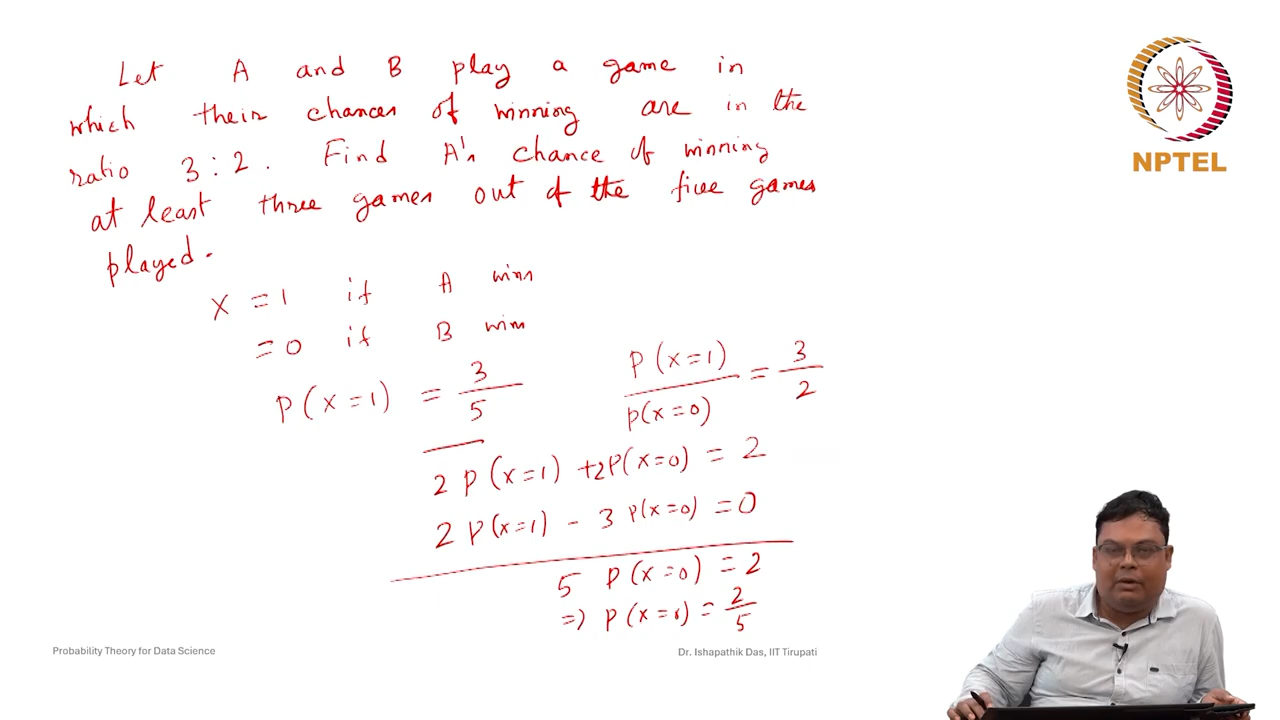 Let A and B play a game in
which their chances of winning are in the
ratio 3:2. Find A's chance of winning
at least three games out of the five games
played.
X = 1 if A wins
= 0 if B wins
P(X=1) = 3/5
P(X=1)/P(X=0) = 3/2
2 P(X=1) + 2P(X=0) = 2
2 P(X=1) - 3 P(X=0) = 0
5 P(X=0) = 2
=> P(X=0) = 2/5
NPTEL
Probability Theory for Data Science
Dr. Ishapathik Das, IIT Tirupati